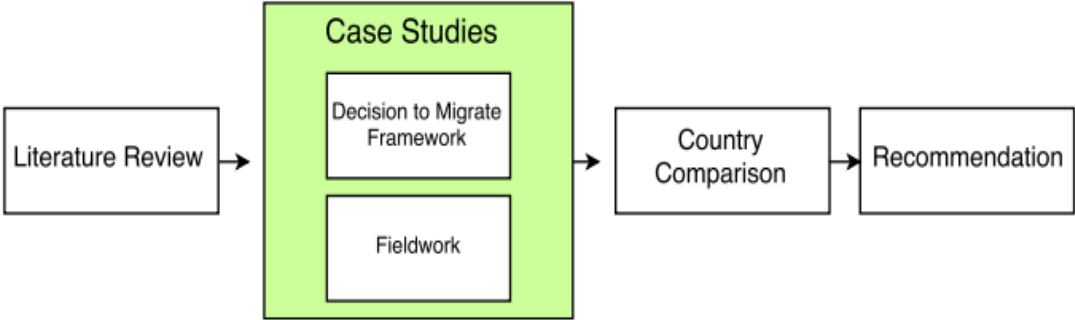 Literature Review
Case Studies
Decision to Migrate
Framework
Fieldwork
Country
Comparison
Recommendation